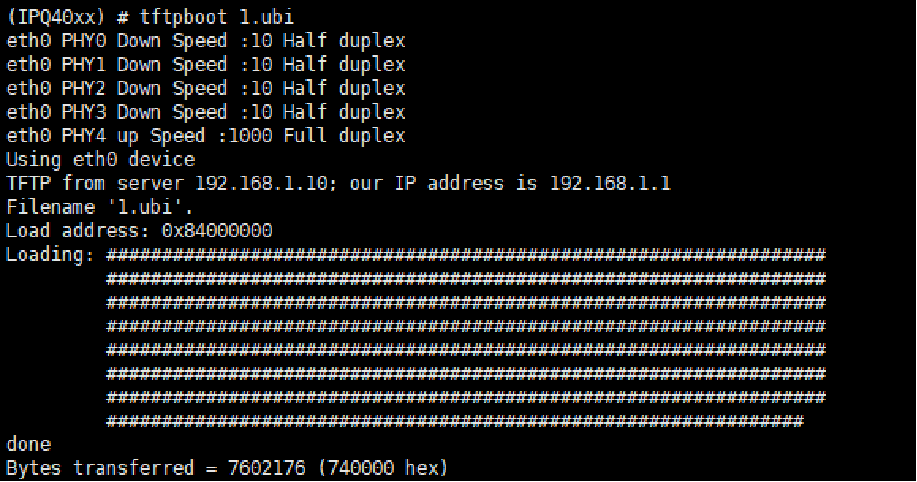 (IPQ40xx) # tftpboot 1.ubi
eth0 PHY0 Down Speed :10 Half duplex
eth0 PHY1 Down Speed :10 Half duplex
eth0 PHY2 Down Speed :10 Half duplex
eth0 PHY3 Down Speed :10 Half duplex
eth0 PHY4 up Speed :1000 Full duplex
Using eth0 device
TFTP from server 192.168.1.10; our IP address is 192.168.1.1
Filename '1.ubi'.
Load address: 0x84000000
Loading: #################################################################
#################################################################
#################################################################
#################################################################
#################################################################
#################################################################
#################################################################
###############################################################
done
Bytes transferred = 7602176 (740000 hex)